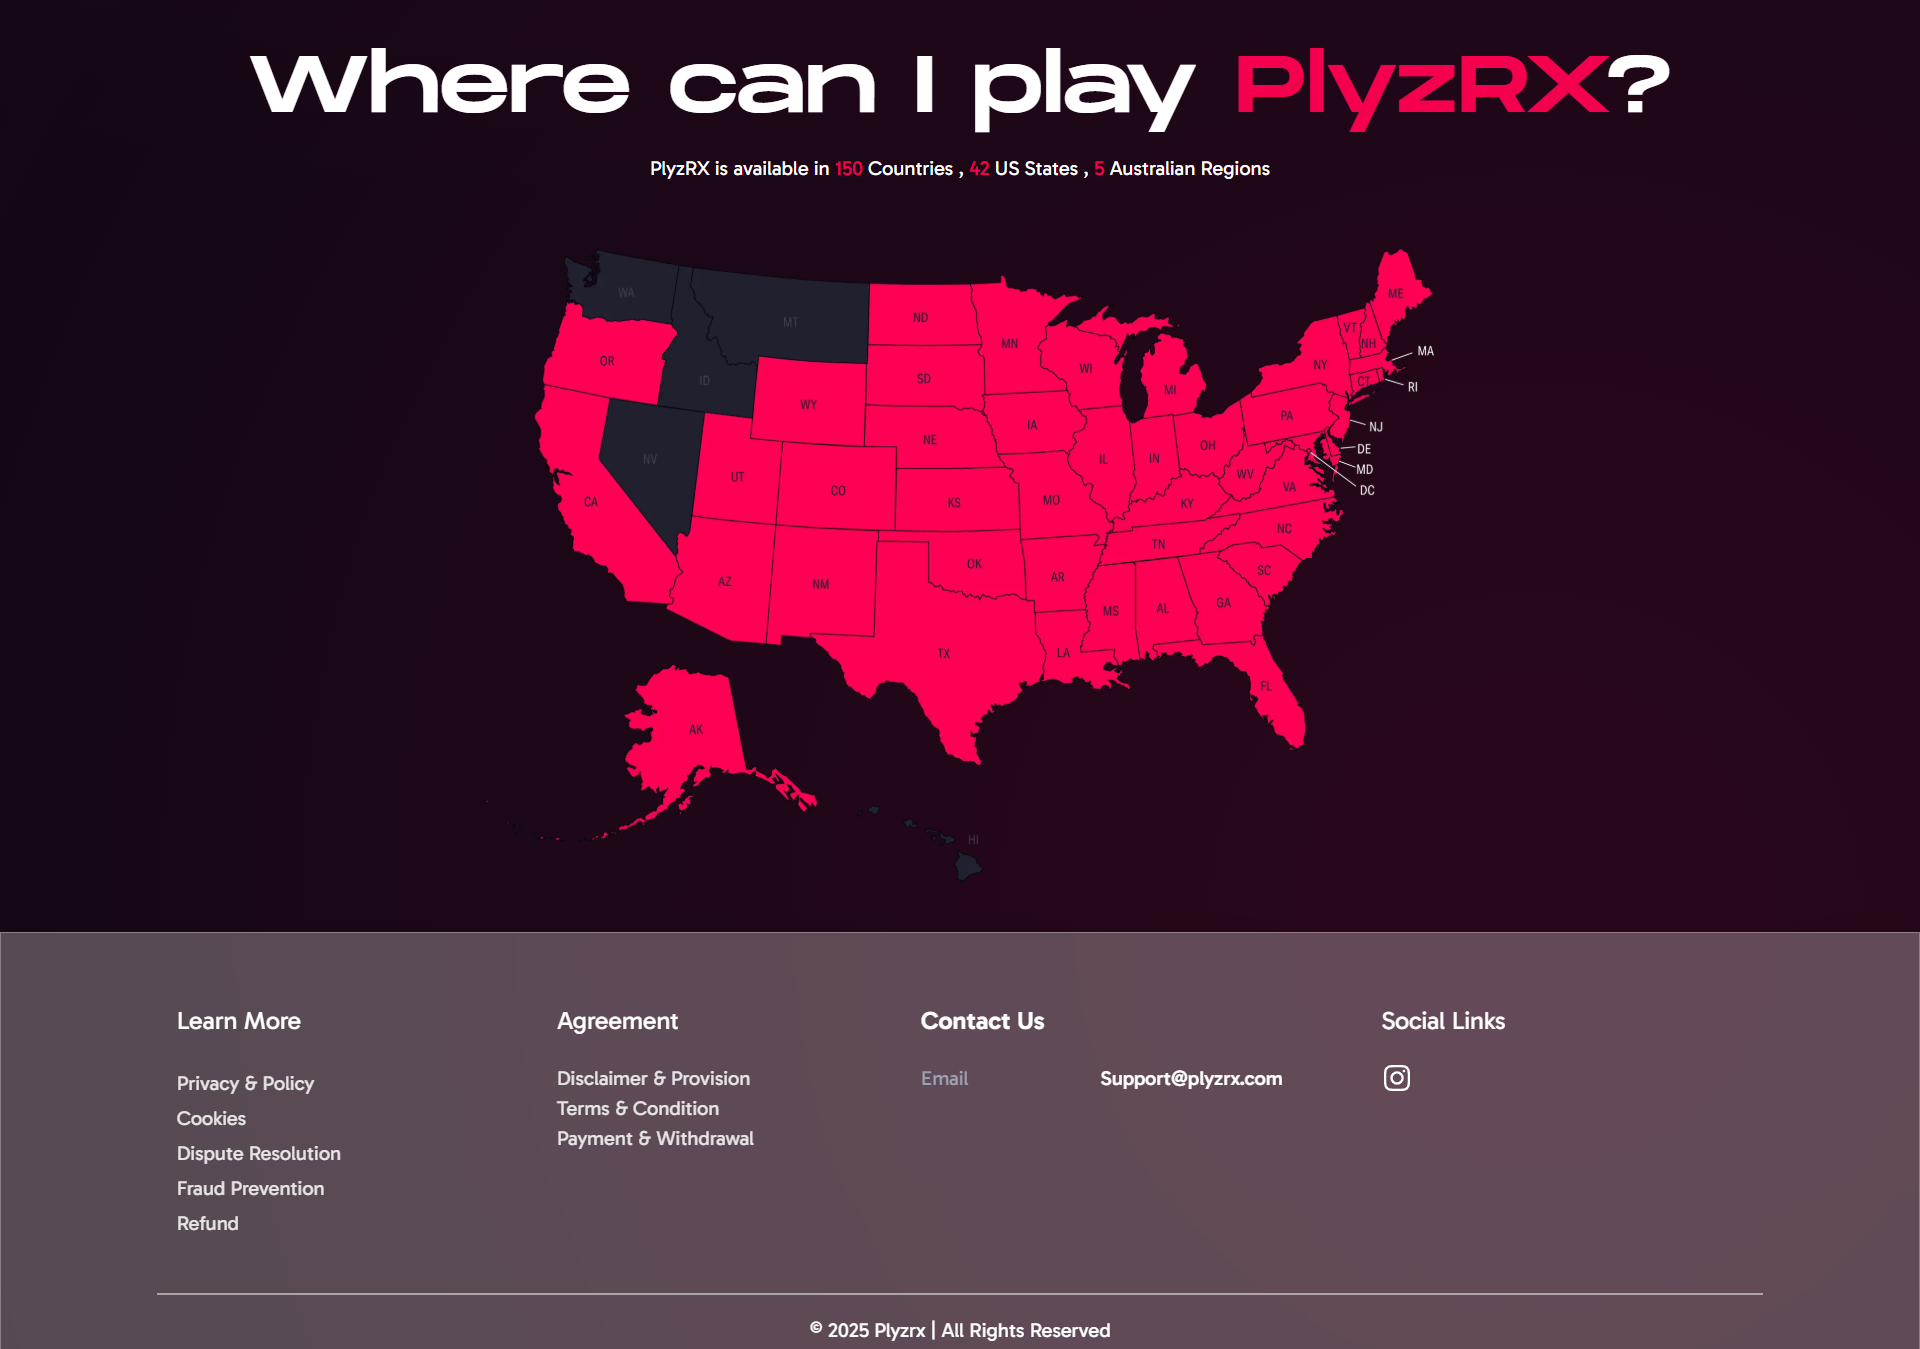 Where can I play PlyzRX?
PlyzRX is available in 150 Countries , 42 US States , 5 Australian Regions
WA
MT
ND
MN
ME
VT
NH
MA
OR
ID
SD
WI
MI
NY
CT
RI
WY
NE
IA
PA
NJ
NV
UT
CO
KS
MO
IL
IN
OH
WV
VA
DE
MD
DC
CA
KY
NC
AZ
NM
OK
AR
TN
SC
MS
AL
GA
TX
LA
FL
AK
HI
Learn More
Privacy & Policy
Cookies
Dispute Resolution
Fraud Prevention
Refund
Agreement
Disclaimer & Provision
Terms & Condition
Payment & Withdrawal
Contact Us
Email Support@plyzrx.com
Social Links
© 2025 Plyzrx | All Rights Reserved